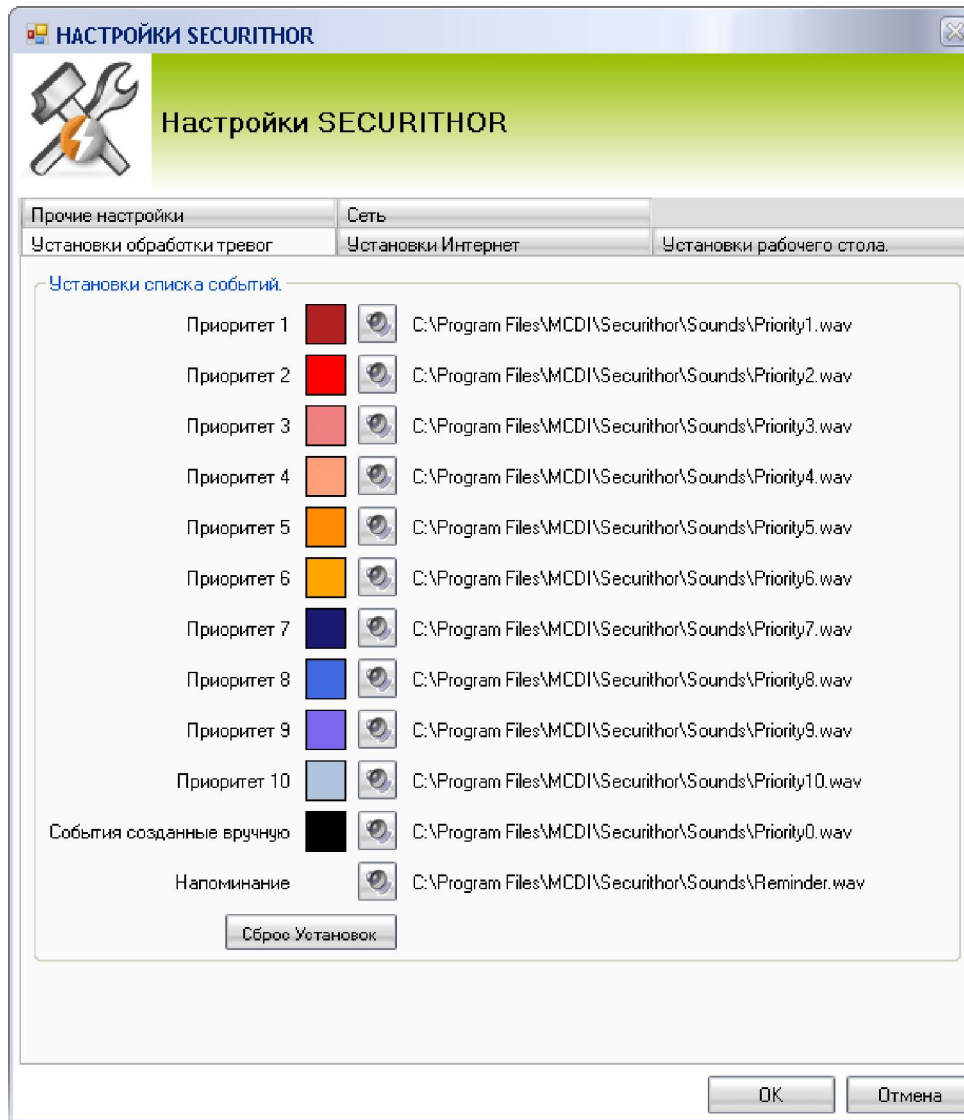 НАСТРОЙКИ SECURITHOR
Настройки SECURITHOR
Прочие настройки Сеть
Установки обработки тревог Установки Интернет Установки рабочего стола.
Установки списка событий.
Приоритет 1 C:\Program Files\MCDI\Securithor\Sounds\Priority1.wav
Приоритет 2 C:\Program Files\MCDI\Securithor\Sounds\Priority2.wav
Приоритет 3 C:\Program Files\MCDI\Securithor\Sounds\Priority3.wav
Приоритет 4 C:\Program Files\MCDI\Securithor\Sounds\Priority4.wav
Приоритет 5 C:\Program Files\MCDI\Securithor\Sounds\Priority5.wav
Приоритет 6 C:\Program Files\MCDI\Securithor\Sounds\Priority6.wav
Приоритет 7 C:\Program Files\MCDI\Securithor\Sounds\Priority7.wav
Приоритет 8 C:\Program Files\MCDI\Securithor\Sounds\Priority8.wav
Приоритет 9 C:\Program Files\MCDI\Securithor\Sounds\Priority9.wav
Приоритет 10 C:\Program Files\MCDI\Securithor\Sounds\Priority10.wav
События созданные вручную C:\Program Files\MCDI\Securithor\Sounds\Priority0.wav
Напоминание C:\Program Files\MCDI\Securithor\Sounds\Reminder.wav
Сброс Установок
OK Отмена